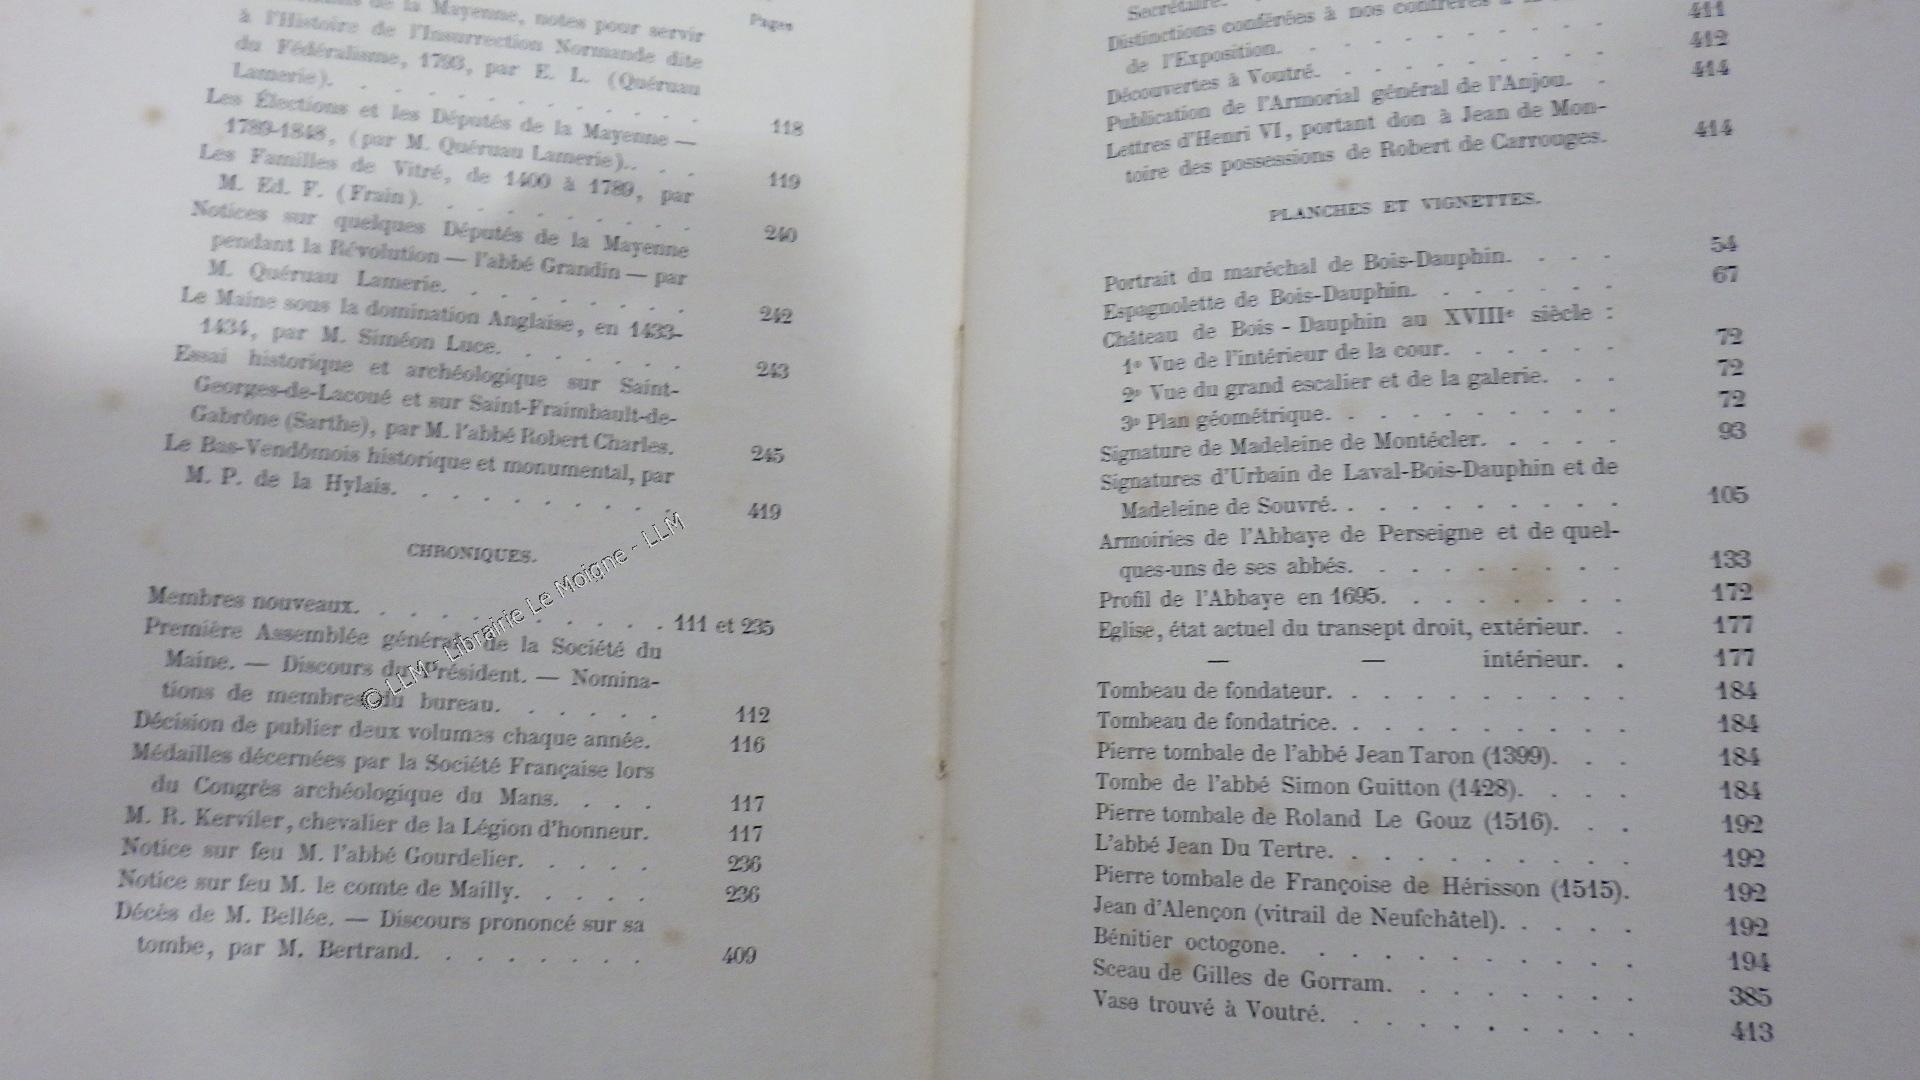 de la Mayenne, notes pour servir
Pages
à l'Histoire de l'Insurrection Normande dite
du Fédéralisme, 1793, par E. L. (Quéruau
Lamerie). . . . . . . . . . . 118
Les Élections et les Députés de la Mayenne —
1789-1848, (par M. Quéruau Lamerie). . . . 119
Les Familles de Vitré, de 1400 à 1789, par
M. Ed. F. (Frain). . . . . . . . . 240
Notices sur quelques Députés de la Mayenne
pendant la Révolution — l'abbé Grandin — par
M. Quéruau Lamerie. . . . . . . . 242
Le Maine sous la domination Anglaise, en 1433-
1434, par M. Siméon Luce. . . . . . . 243
Essai historique et archéologique sur Saint-
Georges-de-Lacoué et sur Saint-Fraimbault-de-
Gabrône (Sarthe), par M. l'abbé Robert Charles. 245
Le Bas-Vendômois historique et monumental, par
M. P. de la Hylais. . . . . . . . . 419
CHRONIQUES.
Membres nouveaux. . . . . . . . . . 111 et 235
Première Assemblée générale de la Société du
Maine. — Discours du Président. — Nomina-
tions de membres du bureau. . . . . . 112
Décision de publier deux volumes chaque année. 116
Médailles décernées par la Société Française lors
du Congrès archéologique du Mans. . . . 117
M. R. Kerviler, chevalier de la Légion d'honneur. 117
Notice sur feu M. l'abbé Gourdelier. . . . . 236
Notice sur feu M. le comte de Mailly. . . . . 236
Décès de M. Bellée. — Discours prononcé sur sa
tombe, par M. Bertrand. . . . . . . . 409
© LLM - Librairie Le Moigne - LLM
Secrétaire.
Distinctions conférées à nos confrères à
de l'Exposition. . . . . . . . . . 411
Découvertes à Voutré. . . . . . . . . 412
Publication de l'Armorial général de l'Anjou. . 414
Lettres d'Henri VI, portant don à Jean de Mon-
toire des possessions de Robert de Carrouges. 414
PLANCHES ET VIGNETTES.
Portrait du maréchal de Bois-Dauphin. . . . 54
Espagnolette de Bois-Dauphin. . . . . . . 67
Château de Bois-Dauphin au XVIIIe siècle :
1o Vue de l'intérieur de la cour. . . . . . 72
2o Vue du grand escalier et de la galerie. . . 72
3o Plan géométrique. . . . . . . . . . 72
Signature de Madeleine de Montécler. . . . . 93
Signatures d'Urbain de Laval-Bois-Dauphin et de
Madeleine de Souvré. . . . . . . . . 105
Armoiries de l'Abbaye de Perseigne et de quel-
ques-uns de ses abbés. . . . . . . . . 133
Profil de l'Abbaye en 1695. . . . . . . . 172
Eglise, état actuel du transept droit, extérieur. . 177
— — intérieur. . 177
Tombeau de fondateur. . . . . . . . . . 184
Tombeau de fondatrice. . . . . . . . . . 184
Pierre tombale de l'abbé Jean Taron (1399). . . 184
Tombe de l'abbé Simon Guitton (1428). . . . 184
Pierre tombale de Roland Le Gouz (1516). . . 192
L'abbé Jean Du Tertre. . . . . . . . . . 192
Pierre tombale de Françoise de Hérisson (1515). 192
Jean d'Alençon (vitrail de Neufchâtel). . . . . 192
Bénitier octogone. . . . . . . . . . . 194
Sceau de Gilles de Gorram. . . . . . . . 385
Vase trouvé à Voutré. . . . . . . . . . 413